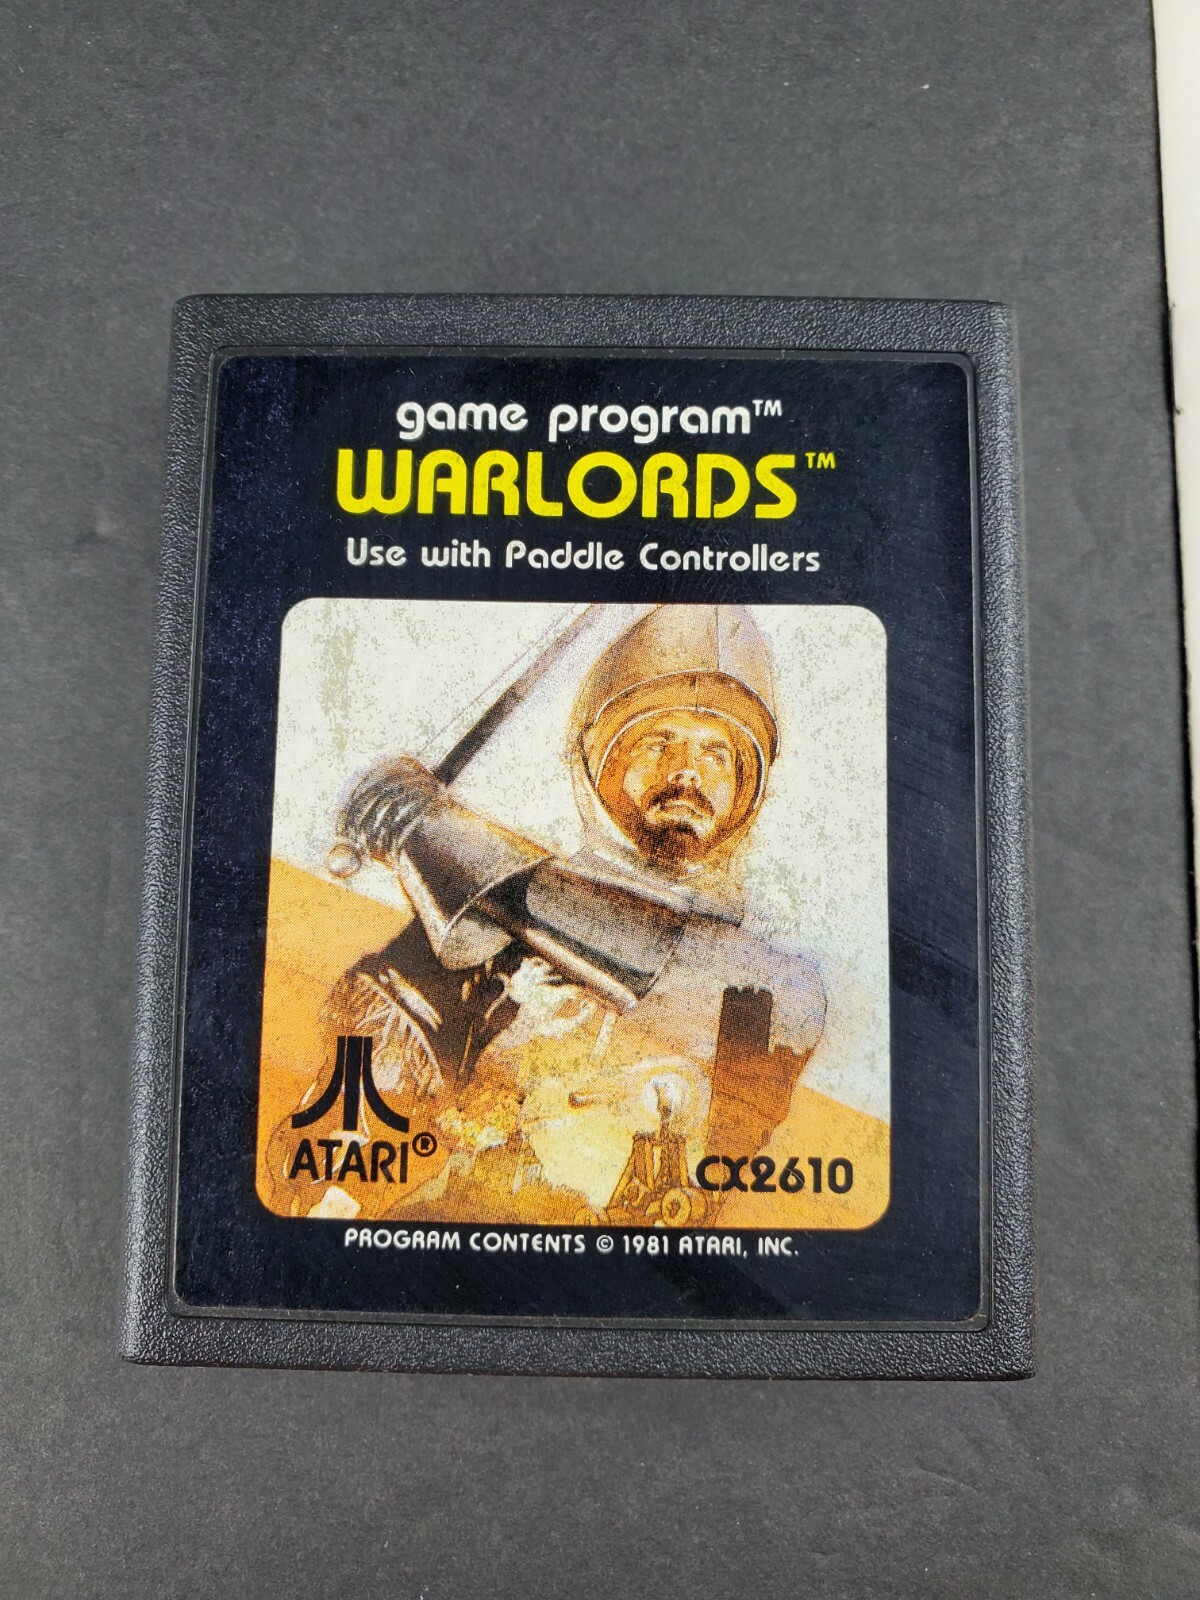 game program™
WARLORDS™
Use with Paddle Controllers
ATARI®
CX2610
PROGRAM CONTENTS © 1981 ATARI, INC.